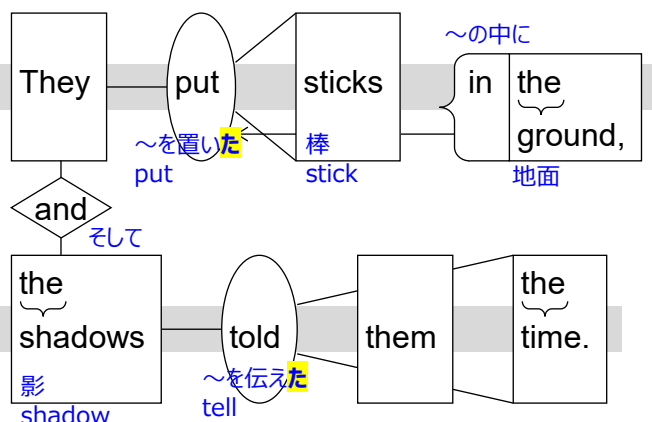 ～の中に
They put sticks in the
ground,
～を置いた 棒
put stick 地面
and
そして
the the
shadows told them time.
影 ～を伝えた
shadow tell